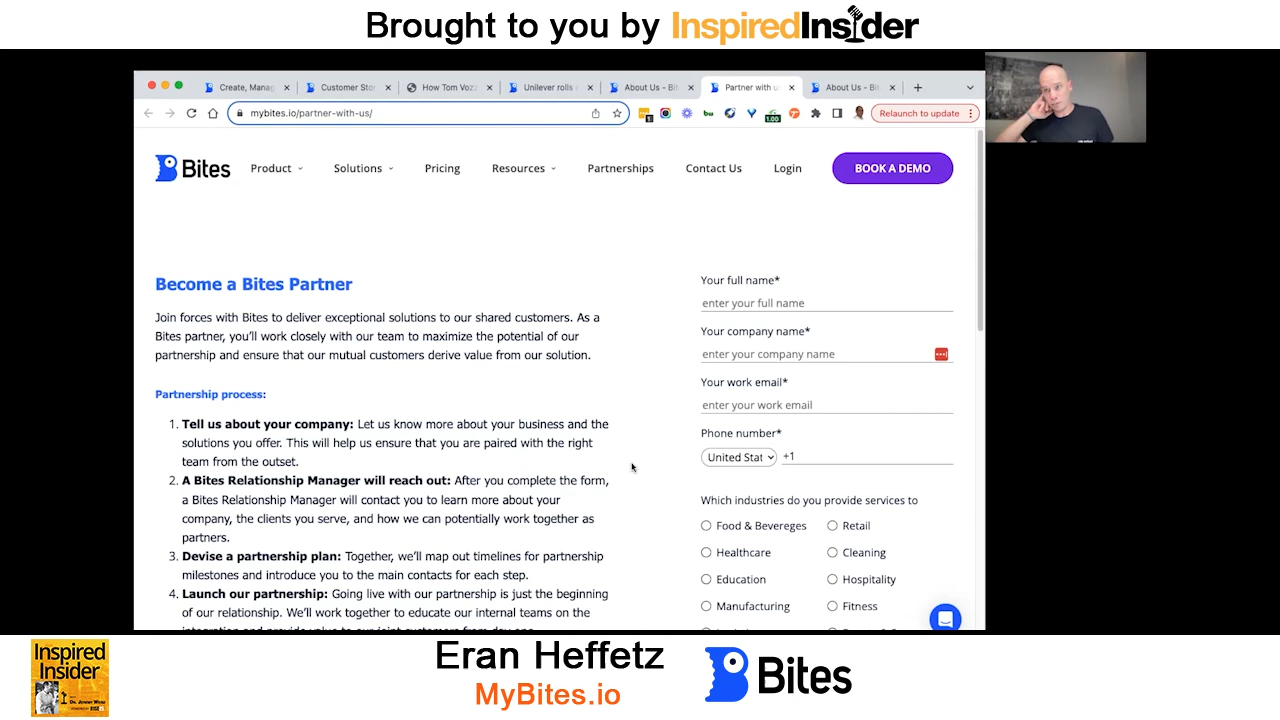 Brought to you by InspiredInsider
Create, Manag
Customer Stor
How Tom Voz
Unilever rolls
About Us - Bit
Partner with u
About Us - Bit
mybites.io/partner-with-us/
1
1.00
Relaunch to update
Bites
Product
Solutions
Pricing
Resources
Partnerships
Contact Us
Login
BOOK A DEMO
Become a Bites Partner
Join forces with Bites to deliver exceptional solutions to our shared customers. As a
Bites partner, you'll work closely with our team to maximize the potential of our
partnership and ensure that our mutual customers derive value from our solution.
Partnership process:
1. Tell us about your company: Let us know more about your business and the
solutions you offer. This will help us ensure that you are paired with the right
team from the outset.
2. A Bites Relationship Manager will reach out: After you complete the form,
a Bites Relationship Manager will contact you to learn more about your
company, the clients you serve, and how we can potentially work together as
partners.
3. Devise a partnership plan: Together, we'll map out timelines for partnership
milestones and introduce you to the main contacts for each step.
4. Launch our partnership: Going live with our partnership is just the beginning
of our relationship. We'll work together to educate our internal teams on the
Your full name*
enter your full name
Your company name*
enter your company name
Your work email*
enter your work email
Phone number*
United Stat
+1
Which industries do you provide services to
Food & Bevereges
Retail
Healthcare
Cleaning
Education
Hospitality
Manufacturing
Fitness
Inspired
Insider
Eran Heffetz
MyBites.io
Bites